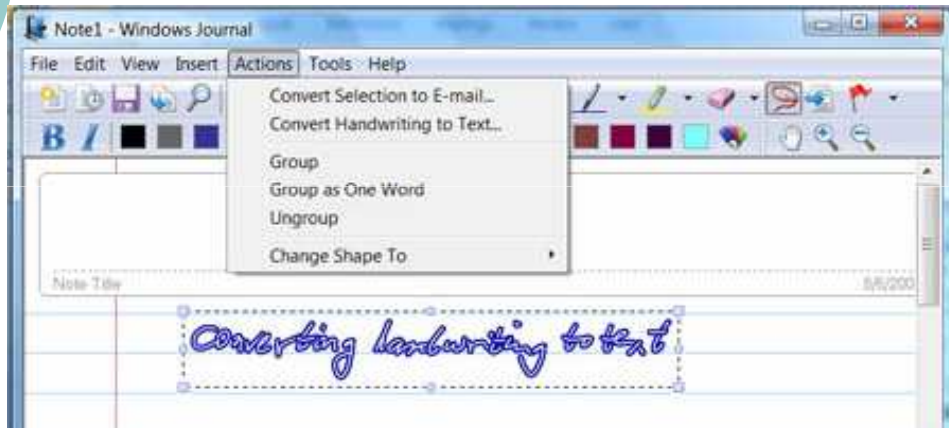 Note1 - Windows Journal
File Edit View Insert Actions Tools Help
Convert Selection to E-mail...
Convert Handwriting to Text...
B I
Group
Group as One Word
Ungroup
Change Shape To
Note Title
Converting handwriting to text